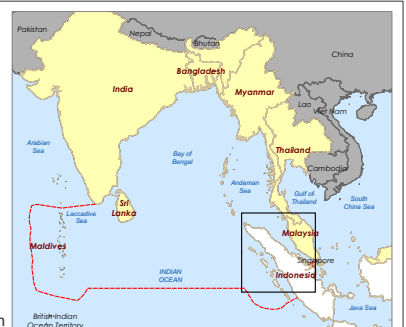 Pakistan
Nepal
Bhutan
China
Bangladesh
India
Myanmar
Lao
Viet Nam
Arabian
Sea
Bay of
Bengal
Thailand
Cambodia
Andaman
Sea
Gulf of
Thailand
South
China Sea
Sri
Lanka
Laccadive
Sea
Maldives
Malaysia
Singapore
INDIAN
OCEAN
Indonesia
Java Sea
British Indian
Ocean Territory